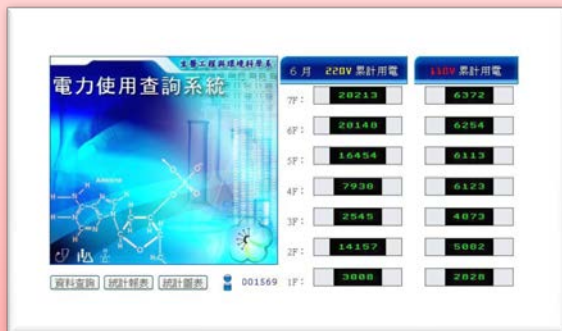 生醫工程與環境科學系
電力使用查詢系統
6 月 220V 累計用電 110V 累計用電
7F： 20213 6372
6F： 20140 6254
5F： 16454 6113
4F： 7930 6123
3F： 2545 4073
2F： 14157 5082
1F： 3808 2828
資料查詢 統計報表 統計圖表 001569